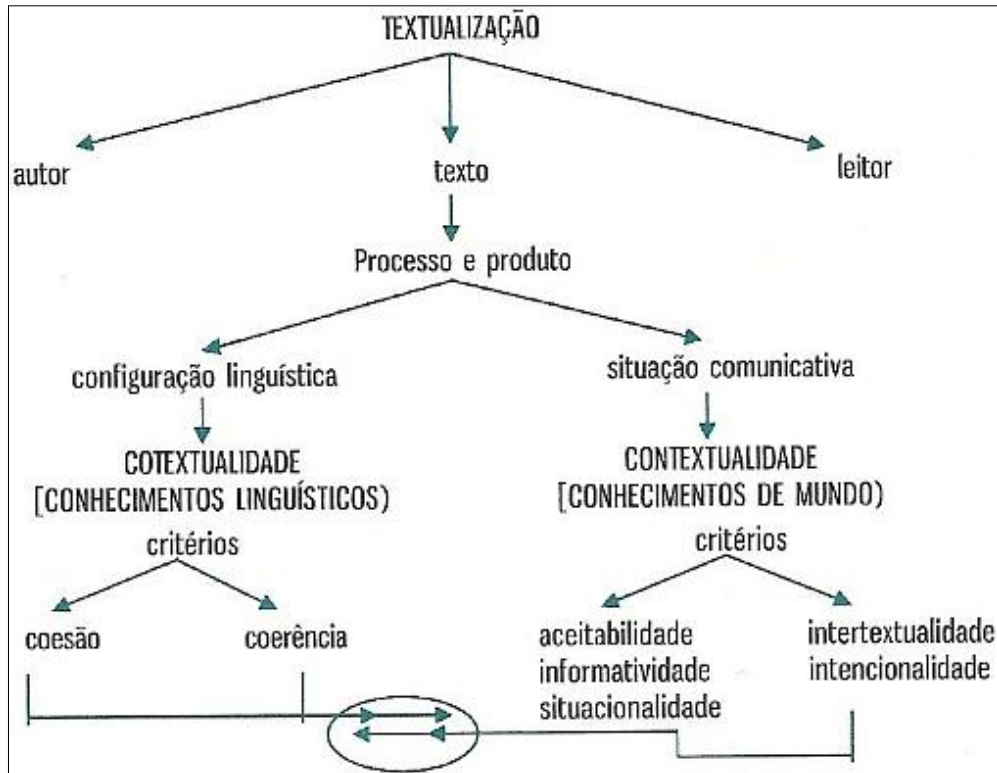 TEXTUALIZAÇÃO
autor
texto
leitor
Processo e produto
configuração linguística
situação comunicativa
COTEXTUALIDADE
[CONHECIMENTOS LINGUÍSTICOS)
CONTEXTUALIDADE
[CONHECIMENTOS DE MUNDO)
critérios
critérios
coesão
coerência
aceitabilidade
informatividade
situacionalidade
intertextualidade
intencionalidade